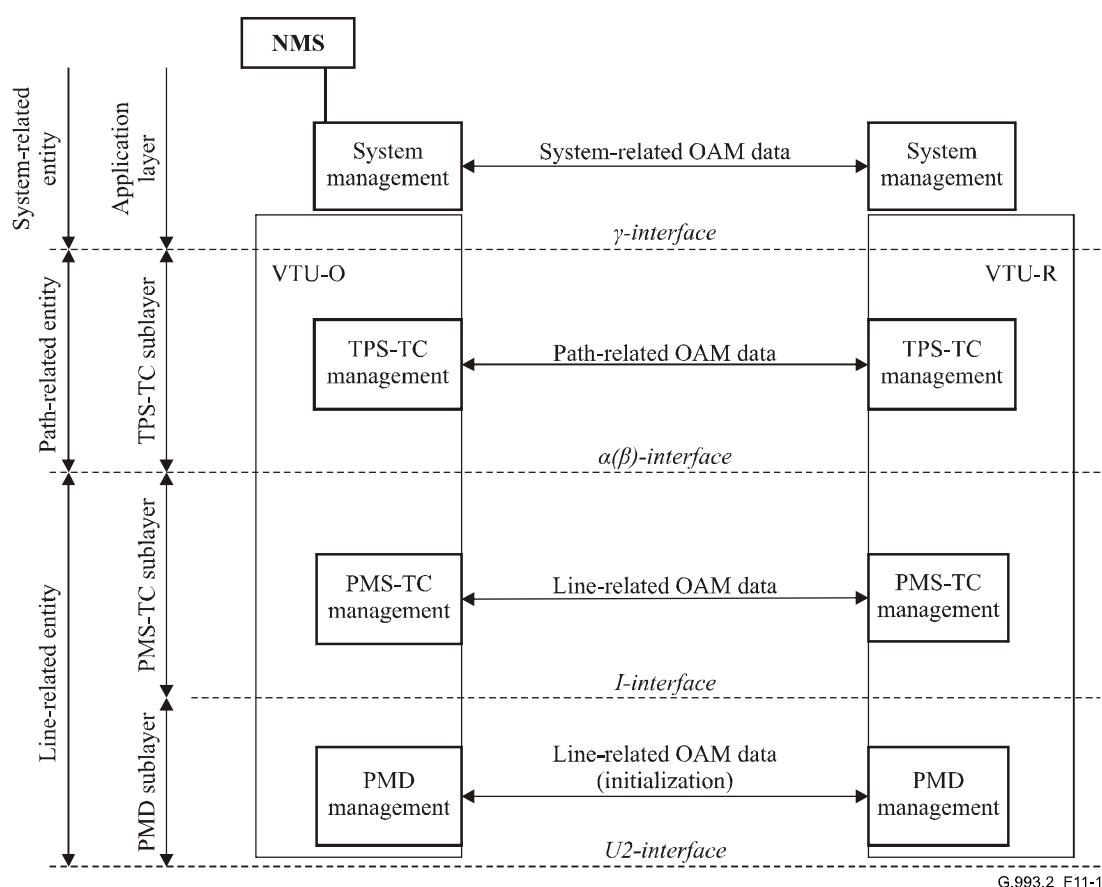 NMS
System-related
entity
Application
layer
System
management
System-related OAM data
System
management
γ-interface
VTU-O
VTU-R
Path-related entity
TPS-TC sublayer
TPS-TC
management
Path-related OAM data
TPS-TC
management
α(β)-interface
Line-related entity
PMS-TC sublayer
PMS-TC
management
Line-related OAM data
PMS-TC
management
I-interface
PMD sublayer
PMD
management
Line-related OAM data
(initialization)
PMD
management
U2-interface
G.993.2_F11-1